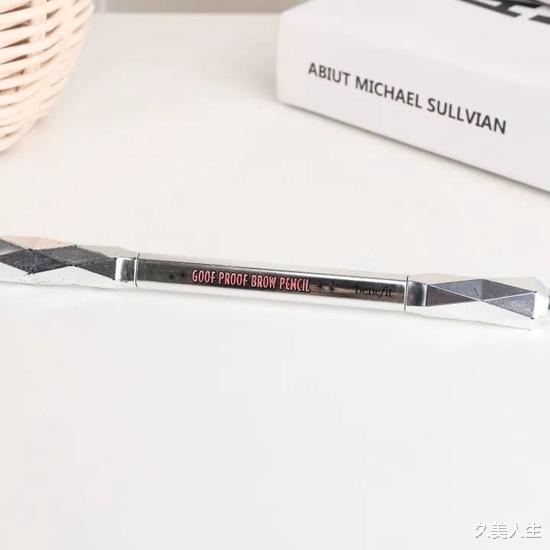 ABIUT MICHAEL SULLVIAN
GOOF PROOF BROW PENCIL
Benefit
久美人生